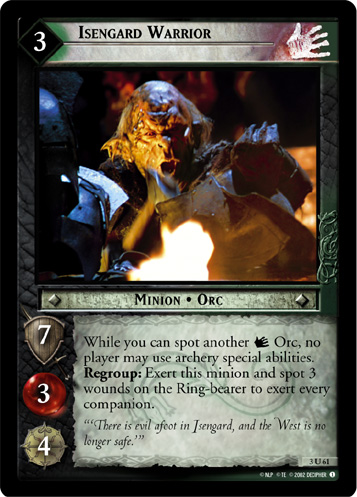 3
Isengard Warrior
Minion • Orc
7
3
4
While you can spot another Orc, no
player may use archery special abilities.
Regroup: Exert this minion and spot 3
wounds on the Ring-bearer to exert every
companion.
“‘There is evil afoot in Isengard, and the West is no
longer safe.’”
3 U 61
© NLP ©TE © 2002 DECIPHER